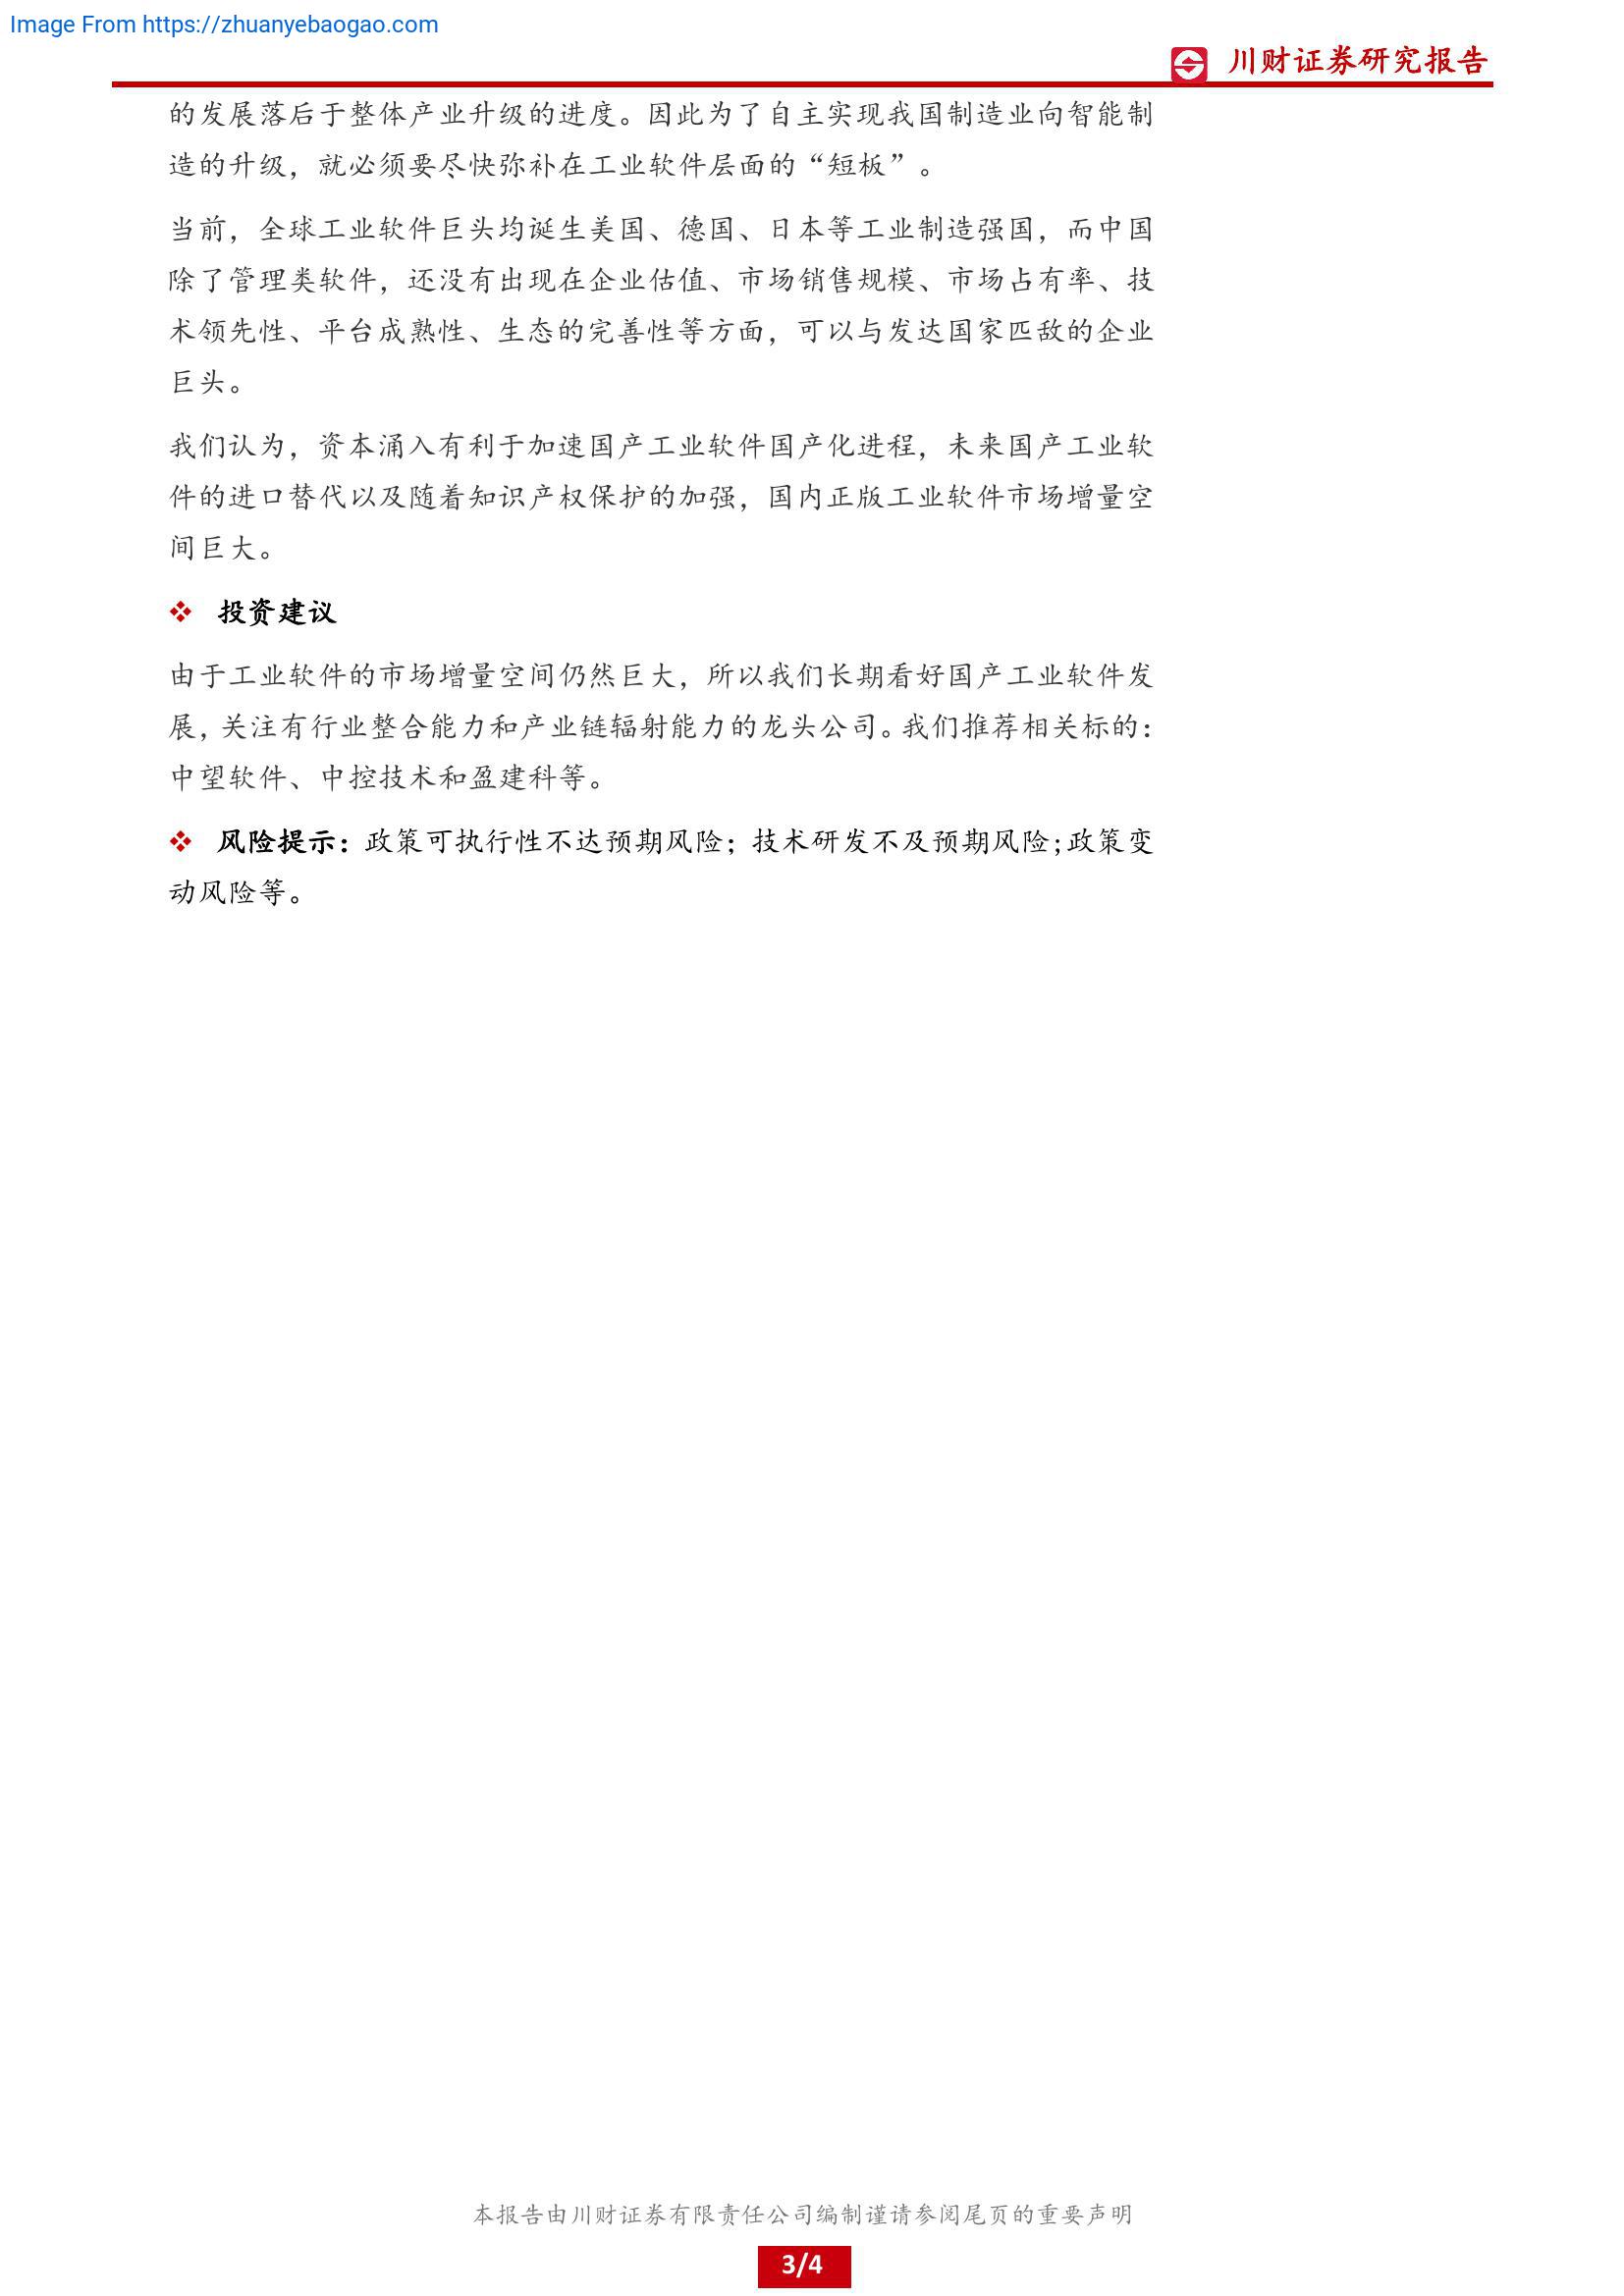 Image From https://zhuanyebaogao.com
川财证券研究报告
的发展落后于整体产业升级的进度。因此为了自主实现我国制造业向智能制
造的升级，就必须要尽快弥补在工业软件层面的“短板”。
当前，全球工业软件巨头均诞生美国、德国、日本等工业制造强国，而中国
除了管理类软件，还没有出现在企业估值、市场销售规模、市场占有率、技
术领先性、平台成熟性、生态的完善性等方面，可以与发达国家匹敌的企业
巨头。
我们认为，资本涌入有利于加速国产工业软件国产化进程，未来国产工业软
件的进口替代以及随着知识产权保护的加强，国内正版工业软件市场增量空
间巨大。
❖ 投资建议
由于工业软件的市场增量空间仍然巨大，所以我们长期看好国产工业软件发
展，关注有行业整合能力和产业链辐射能力的龙头公司。我们推荐相关标的：
中望软件、中控技术和盈建科等。
❖ 风险提示：政策可执行性不达预期风险；技术研发不及预期风险;政策变
动风险等。
本报告由川财证券有限责任公司编制谨请参阅尾页的重要声明
3/4